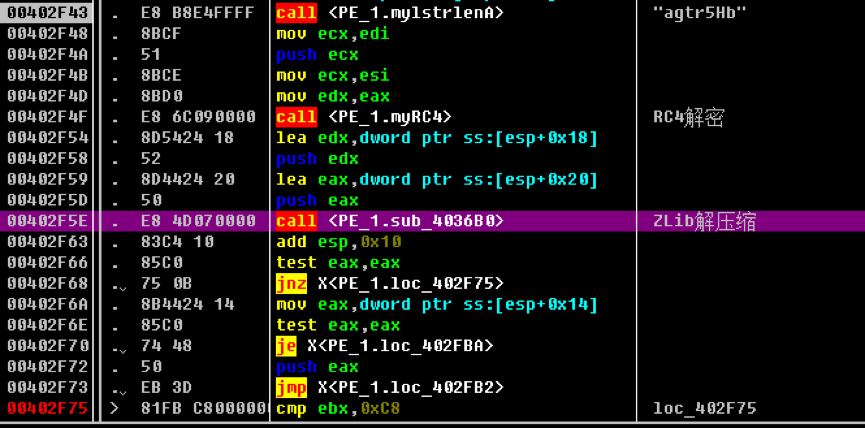 00402F43 . E8 B8E4FFFF call <PE_1.mylstrlenA> "agtr5Hb"
00402F48 . 8BCF mov ecx,edi
00402F4A . 51 push ecx
00402F4B . 8BCE mov ecx,esi
00402F4D . 8BD0 mov edx,eax
00402F4F . E8 6C090000 call <PE_1.myRC4> RC4解密
00402F54 . 8D5424 18 lea edx,dword ptr ss:[esp+0x18]
00402F58 . 52 push edx
00402F59 . 8D4424 20 lea eax,dword ptr ss:[esp+0x20]
00402F5D . 50 push eax
00402F5E . E8 4D070000 call <PE_1.sub_4036B0> ZLib解压缩
00402F63 . 83C4 10 add esp,0x10
00402F66 . 85C0 test eax,eax
00402F68 .v 75 0B jnz X<PE_1.loc_402F75>
00402F6A . 8B4424 14 mov eax,dword ptr ss:[esp+0x14]
00402F6E . 85C0 test eax,eax
00402F70 .v 74 48 je X<PE_1.loc_402FBA>
00402F72 . 50 push eax
00402F73 .v EB 3D jmp X<PE_1.loc_402FB2>
00402F75 > 81FB C8000000 cmp ebx,0xC8 loc_402F75